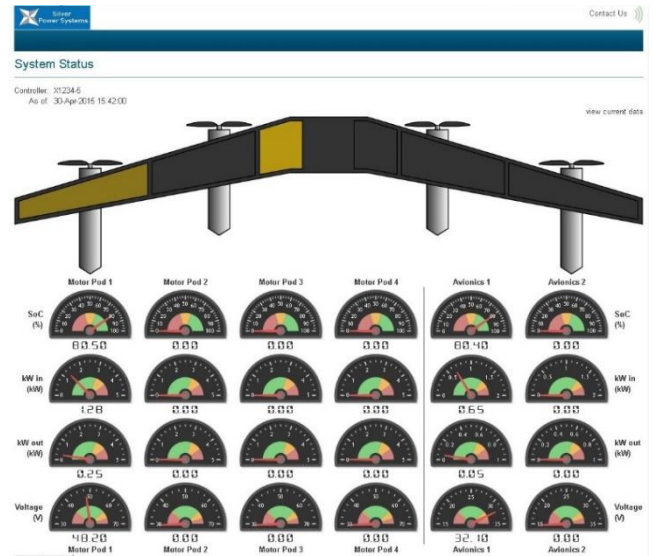 Silver
Power Systems
Contact Us
System Status
Controller: X1234-5
As of: 30-Apr-2015 15:42:00
view current data
Motor Pod 1 Motor Pod 2 Motor Pod 3 Motor Pod 4 Avionics 1 Avionics 2
SoC
(%)
80.50 0.00 0.00 0.00 80.40 0.00
SoC
(%)
kW in
(kW)
1.28 0.00 0.00 0.00 0.65 0.00
kW in
(kW)
kW out
(kW)
0.25 0.00 0.00 0.00 0.05 0.00
kW out
(kW)
Voltage
(V)
48.20 0.00 0.00 0.00 32.10 0.00
Voltage
(V)
Motor Pod 1 Motor Pod 2 Motor Pod 3 Motor Pod 4 Avionics 1 Avionics 2